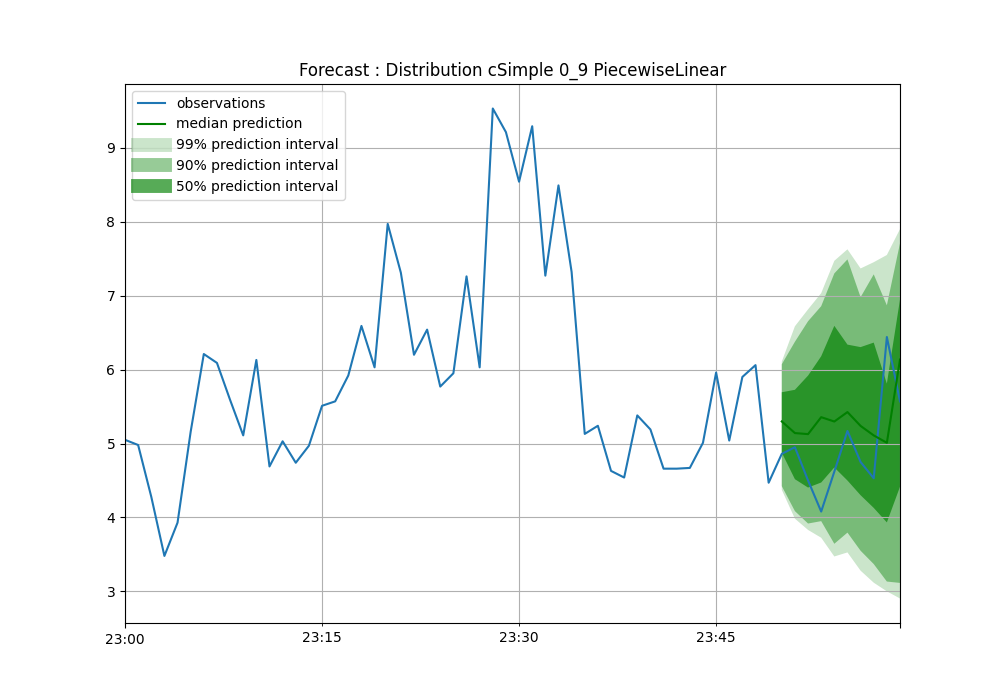 Forecast : Distribution cSimple 0_9 PiecewiseLinear
observations
median prediction
99% prediction interval
90% prediction interval
50% prediction interval
9
8
7
6
5
4
3
23:00
23:15
23:30
23:45